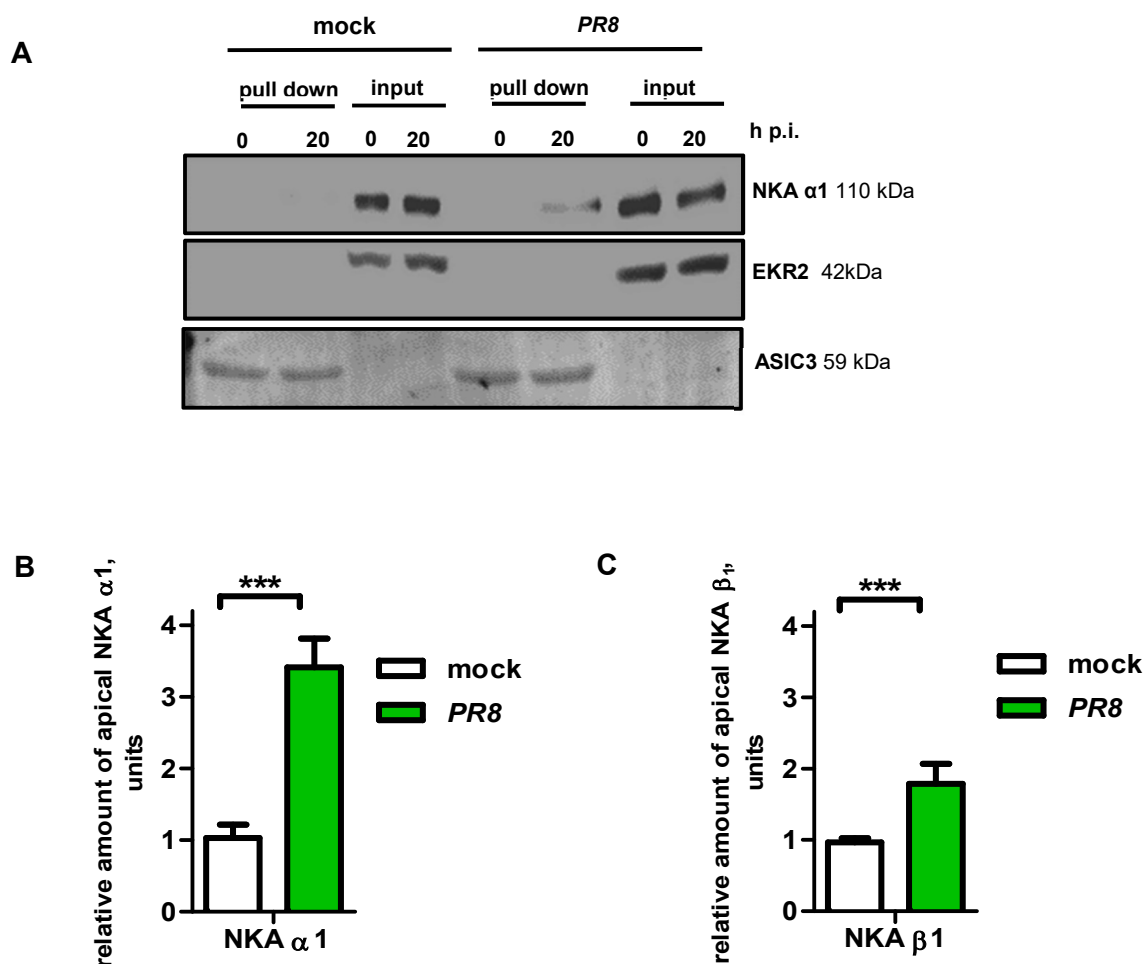 A
mock PR8
pull down input pull down input
0 20 0 20 0 20 0 20 h p.i.
NKA α1 110 kDa
EKR2 42kDa
ASIC3 59 kDa
B
relative amount of apical NKA α1,
units
***
4
3
2
1
0
NKA α1
mock
PR8
C
relative amount of apical NKA β1,
units
***
4
3
2
1
0
NKA β1
mock
PR8